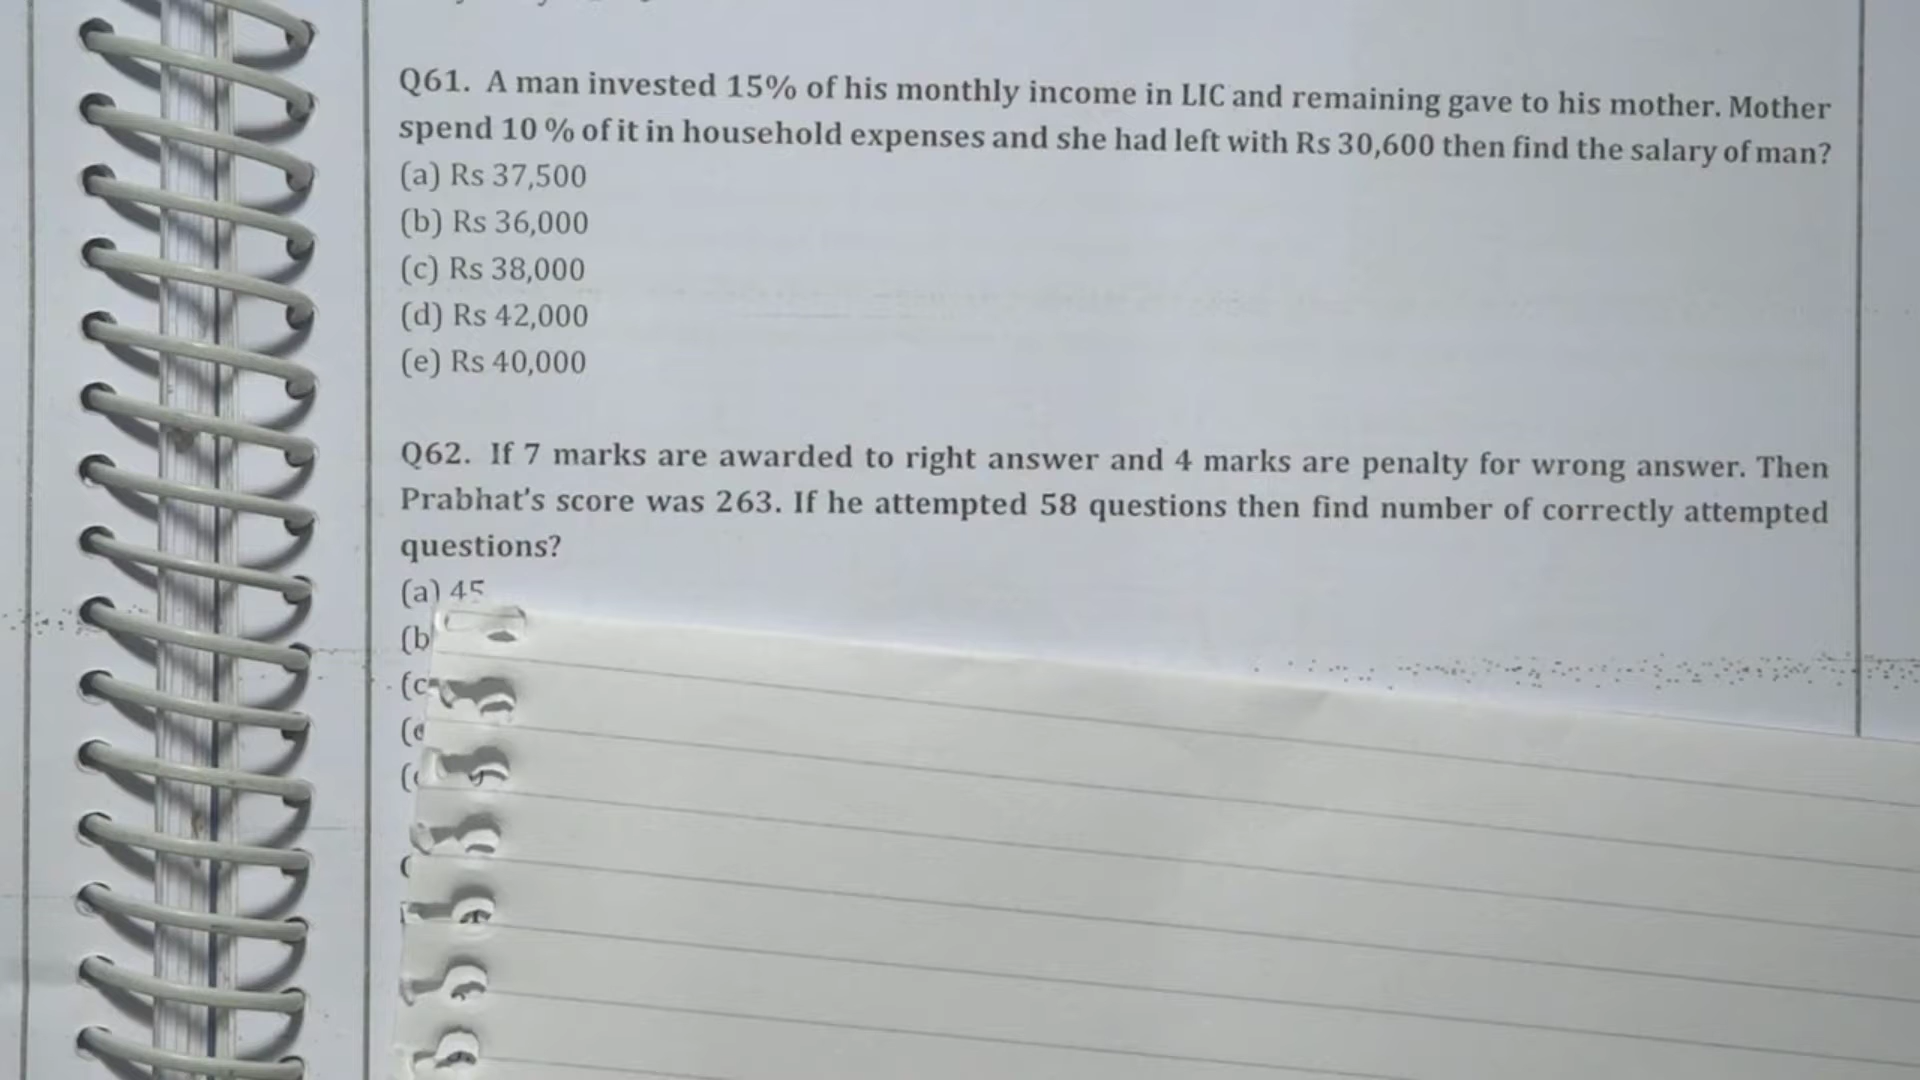 Q61. A man invested 15% of his monthly income in LIC and remaining gave to his mother. Mother
spend 10 % of it in household expenses and she had left with Rs 30,600 then find the salary of man?
(a) Rs 37,500
(b) Rs 36,000
(c) Rs 38,000
(d) Rs 42,000
(e) Rs 40,000
Q62. If 7 marks are awarded to right answer and 4 marks are penalty for wrong answer. Then
Prabhat's score was 263. If he attempted 58 questions then find number of correctly attempted
questions?
(a) 45
(b
(c